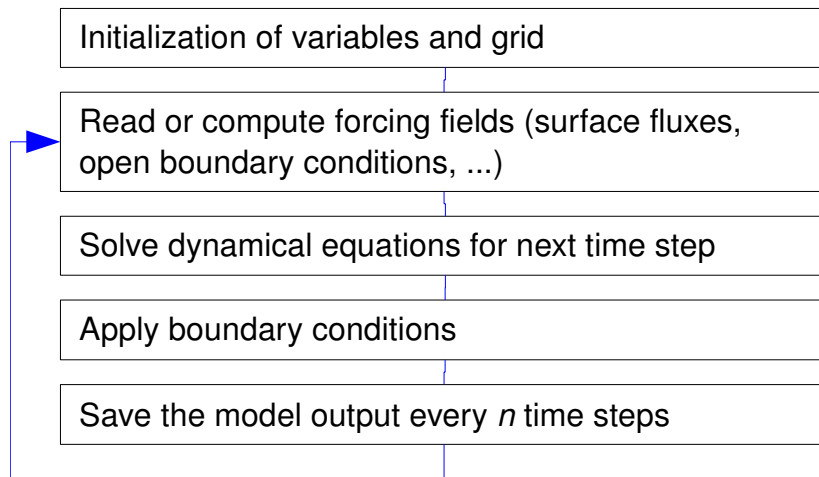 Initialization of variables and grid
Read or compute forcing fields (surface fluxes,
open boundary conditions, ...)
Solve dynamical equations for next time step
Apply boundary conditions
Save the model output every n time steps